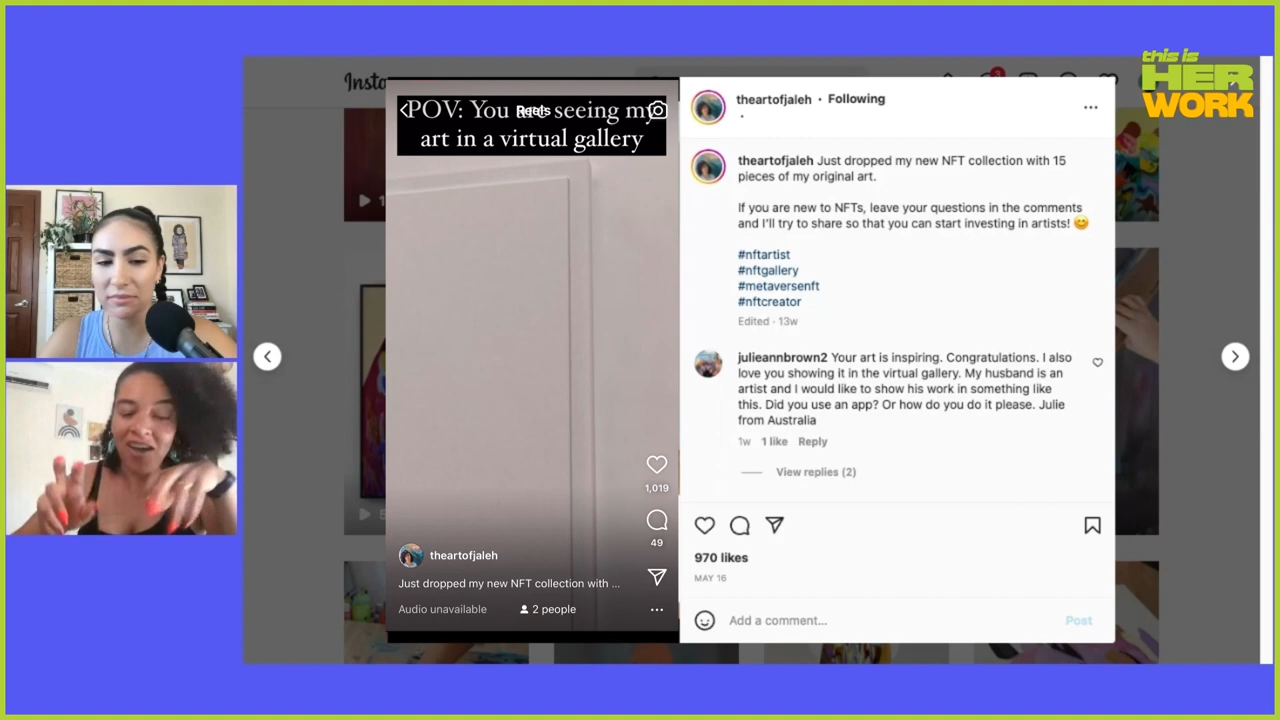 this is
HER
WORK
Insta
POV: You are seeing my
art in a virtual gallery
Reels
1,019
49
theartofjaleh
Just dropped my new NFT collection with ...
Audio unavailable
2 people
theartofjaleh • Following
theartofjaleh Just dropped my new NFT collection with 15
pieces of my original art.
If you are new to NFTs, leave your questions in the comments
and I'll try to share so that you can start investing in artists! 😊
#nftartist
#nftgallery
#metaversenft
#nftcreator
Edited · 13w
julieannbrown2 Your art is inspiring. Congratulations. I also
love you showing it in the virtual gallery. My husband is an
artist and I would like to show his work in something like
this. Did you use an app? Or how do you do it please. Julie
from Australia
1w 1 like Reply
View replies (2)
970 likes
MAY 16
Add a comment...
Post